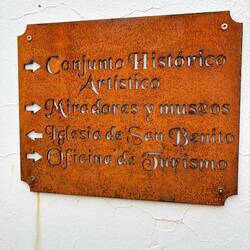 → Conjunto Histórico
Artístico
→ Miradores y museos
← Iglesia de San Benito
→ Oficina de Turismo